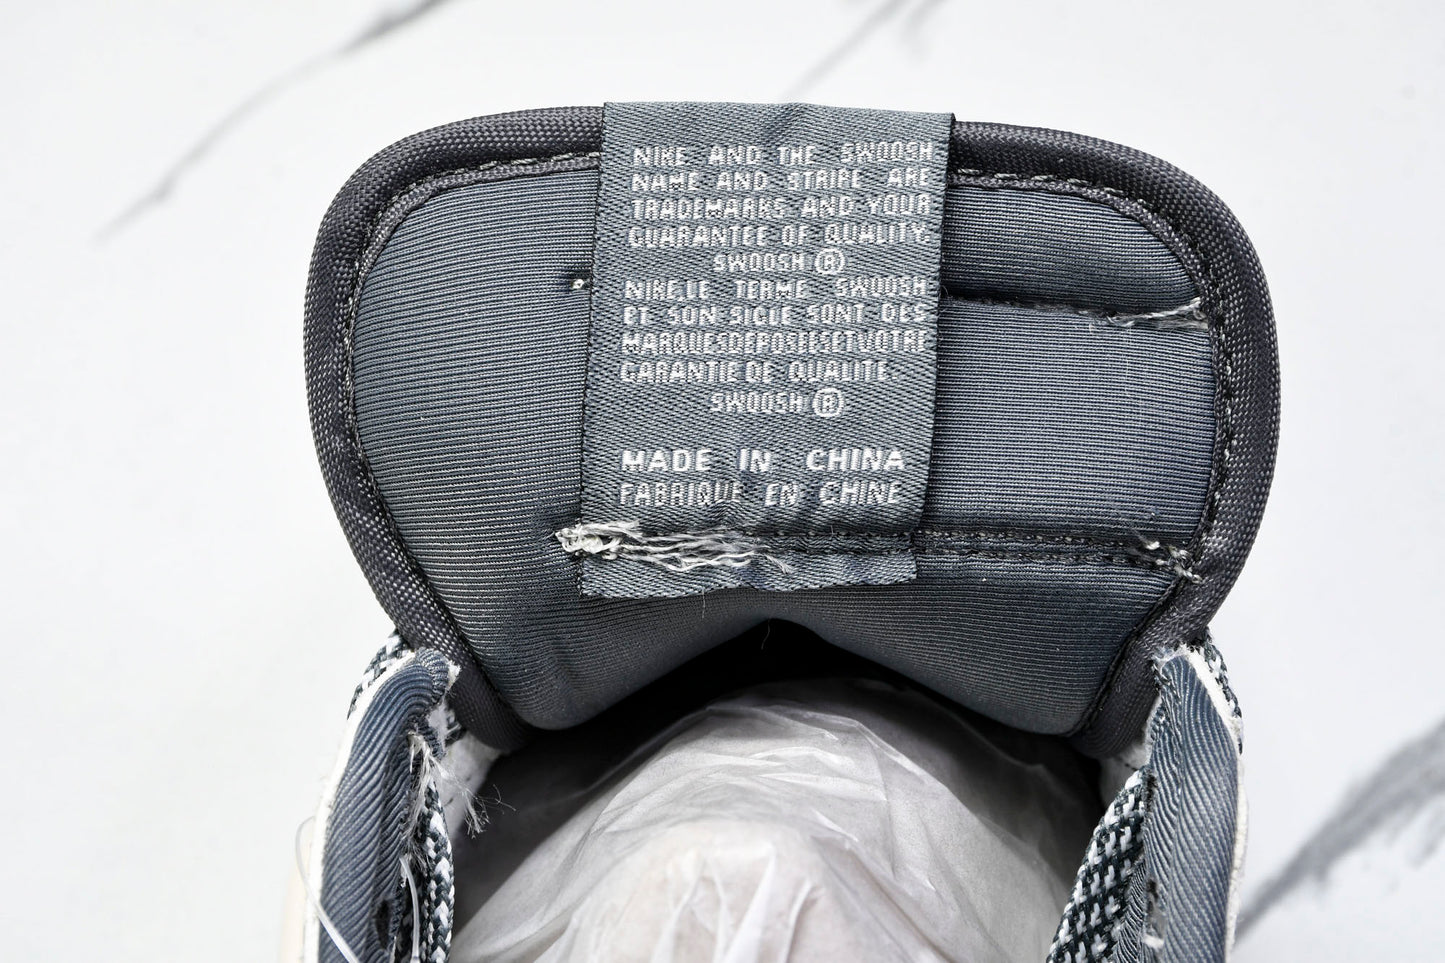 NIKE AND THE SWOOSH
NAME AND STRIPE ARE
TRADEMARKS AND YOUR
GUARANTEE OF QUALITY.
SWOOSH ®
NIKE,LE TERME SWOOSH
ET SON SIGLE SONT DES
MARQUESDEPOSEESETVOTRE
GARANTIE DE QUALITE
SWOOSH ®
MADE IN CHINA
FABRIQUE EN CHINE